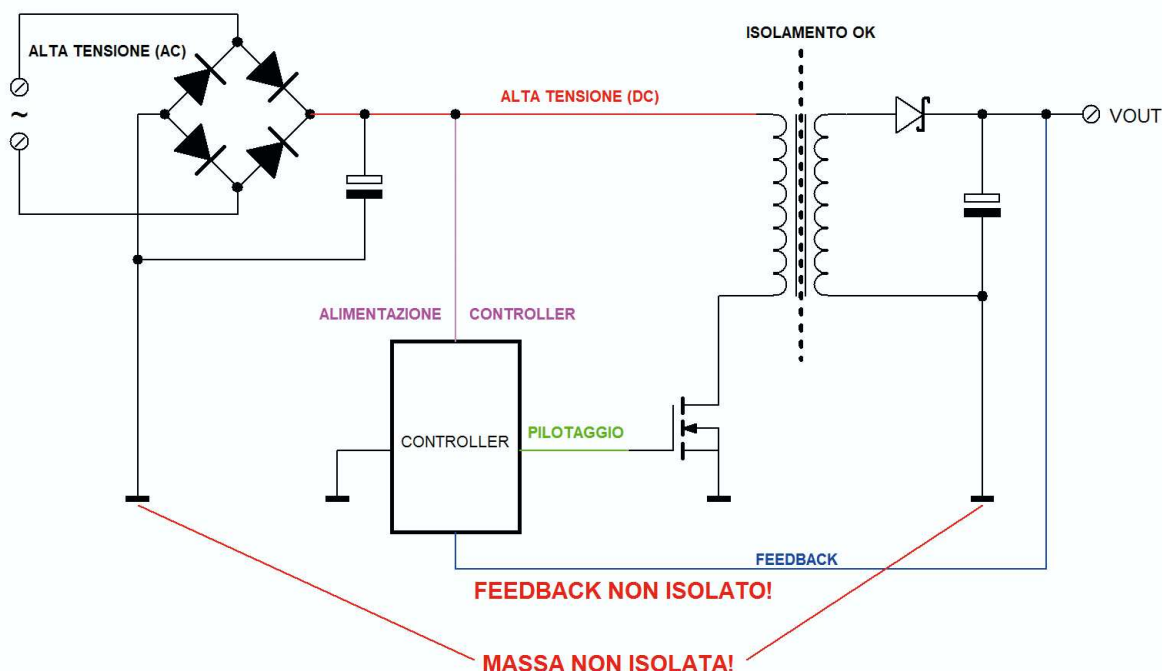 ISOLAMENTO OK
ALTA TENSIONE (AC)
~
ALTA TENSIONE (DC)
VOUT
ALIMENTAZIONE CONTROLLER
CONTROLLER
PILOTAGGIO
FEEDBACK
FEEDBACK NON ISOLATO!
MASSA NON ISOLATA!